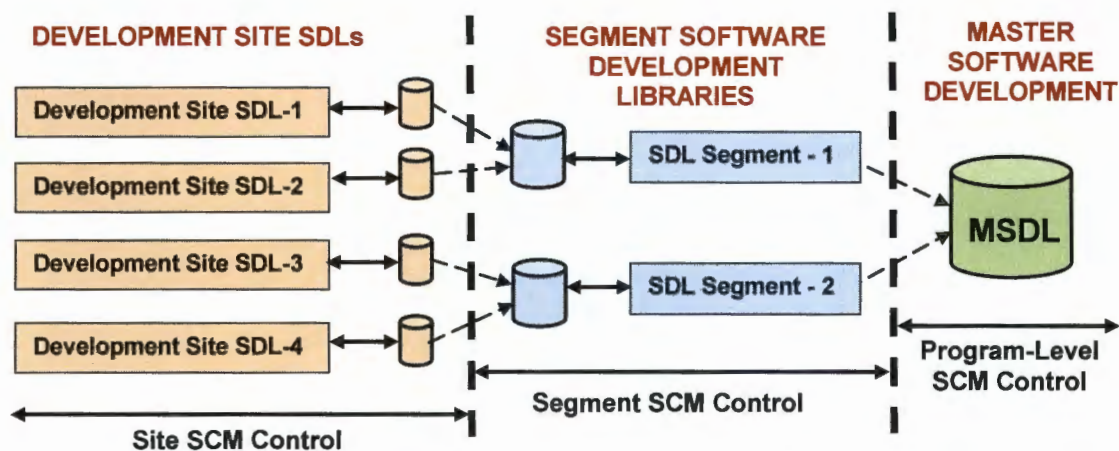 DEVELOPMENT SITE SDLs
Development Site SDL-1
Development Site SDL-2
Development Site SDL-3
Development Site SDL-4
Site SCM Control
SEGMENT SOFTWARE
DEVELOPMENT
LIBRARIES
SDL Segment - 1
SDL Segment - 2
Segment SCM Control
MASTER
SOFTWARE
DEVELOPMENT
MSDL
Program-Level
SCM Control